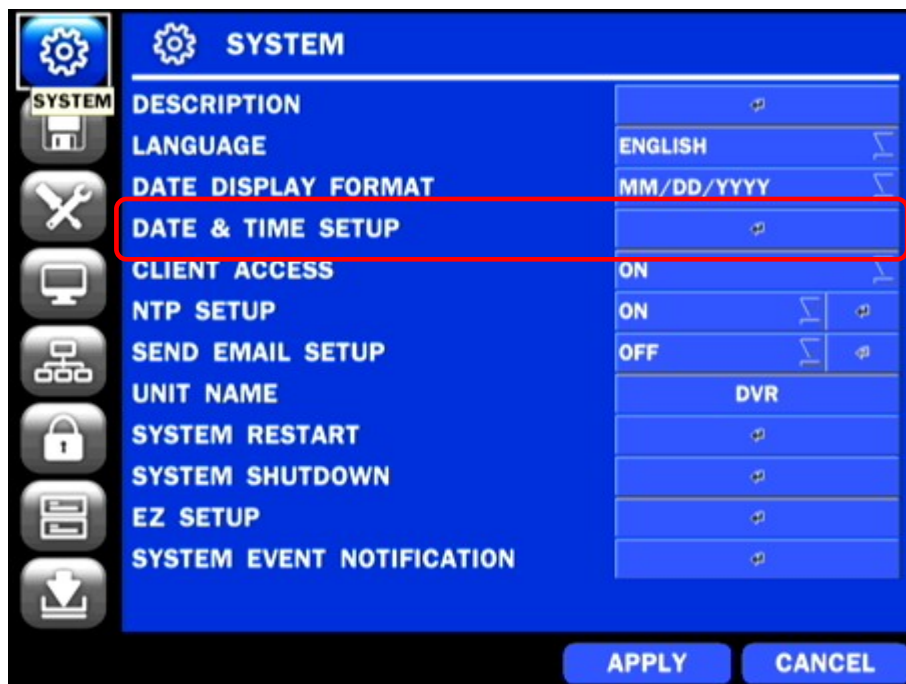 SYSTEM
SYSTEM
DESCRIPTION
LANGUAGE ENGLISH
DATE DISPLAY FORMAT MM/DD/YYYY
DATE & TIME SETUP
CLIENT ACCESS ON
NTP SETUP ON
SEND EMAIL SETUP OFF
UNIT NAME DVR
SYSTEM RESTART
SYSTEM SHUTDOWN
EZ SETUP
SYSTEM EVENT NOTIFICATION
APPLY CANCEL